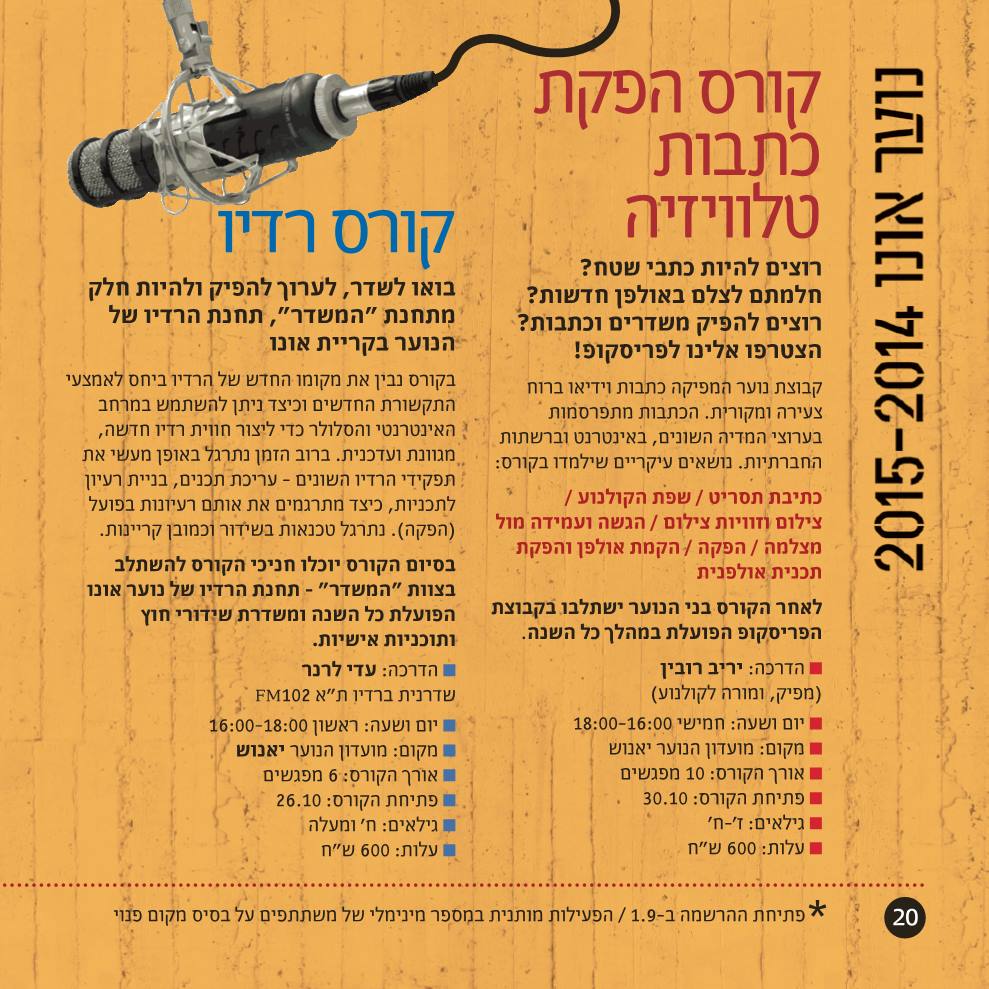 נוער אונו 2014-2015
קורס הפקת
כתבות
טלוויזיה
רוצים להיות כתבי שטח?
חלמתם לצלם באולפן חדשות?
רוצים להפיק משדרים וכתבות?
הצטרפו אלינו לפריסקופ!
קבוצת נוער המפיקה כתבות וידיאו ברוח
צעירה ומקורית. הכתבות מתפרסמות
בערוצי המדיה השונים, באינטרנט וברשתות
החברתיות. נושאים עיקריים שילמדו בקורס:
כתיבת תסריט / שפת הקולנוע /
צילום וזוויות צילום / הגשה ועמידה מול
מצלמה / הפקה / הקמת אולפן והפקת
תכנית אולפנית
לאחר הקורס בני הנוער ישתלבו בקבוצת
הפריסקופ הפועלת במהלך כל השנה.
הדרכה: יריב רובין
(מפיק, ומורה לקולנוע)
יום ושעה: חמישי 18:00-16:00
מקום: מועדון הנוער יאנוש
אורך הקורס: 10 מפגשים
פתיחת הקורס: 30.10
גילאים: ז'-ח'
עלות: 600 ש"ח
קורס רדיו
בואו לשדר, לערוך להפיק ולהיות חלק
מתחנת "המשדר", תחנת הרדיו של
הנוער בקריית אונו
בקורס נבין את מקומו החדש של הרדיו ביחס לאמצעי
התקשורת החדשים וכיצד ניתן להשתמש במרחב
האינטרנטי והסלולר כדי ליצור חווית רדיו חדשה,
מגוונת ועדכנית. ברוב הזמן נתרגל באופן מעשי את
תפקידי הרדיו השונים - עריכת תכנים, בניית רעיון
לתכניות, כיצד מתרגמים את אותם רעיונות בפועל
(הפקה). נתרגל טכנאות בשידור וכמובן קריינות.
בסיום הקורס יוכלו חניכי הקורס להשתלב
בצוות "המשדר" - תחנת הרדיו של נוער אונו
הפועלת כל השנה ומשדרת שידורי חוץ
ותוכניות אישיות.
הדרכה: עדי לרנר
שדרנית ברדיו ת"א FM102
יום ושעה: ראשון 16:00-18:00
מקום: מועדון הנוער יאנוש
אורך הקורס: 6 מפגשים
פתיחת הקורס: 26.10
גילאים: ח' ומעלה
עלות: 600 ש"ח
* פתיחת ההרשמה ב-1.9 / הפעילות מותנית במספר מינימלי של משתתפים על בסיס מקום פנוי
20